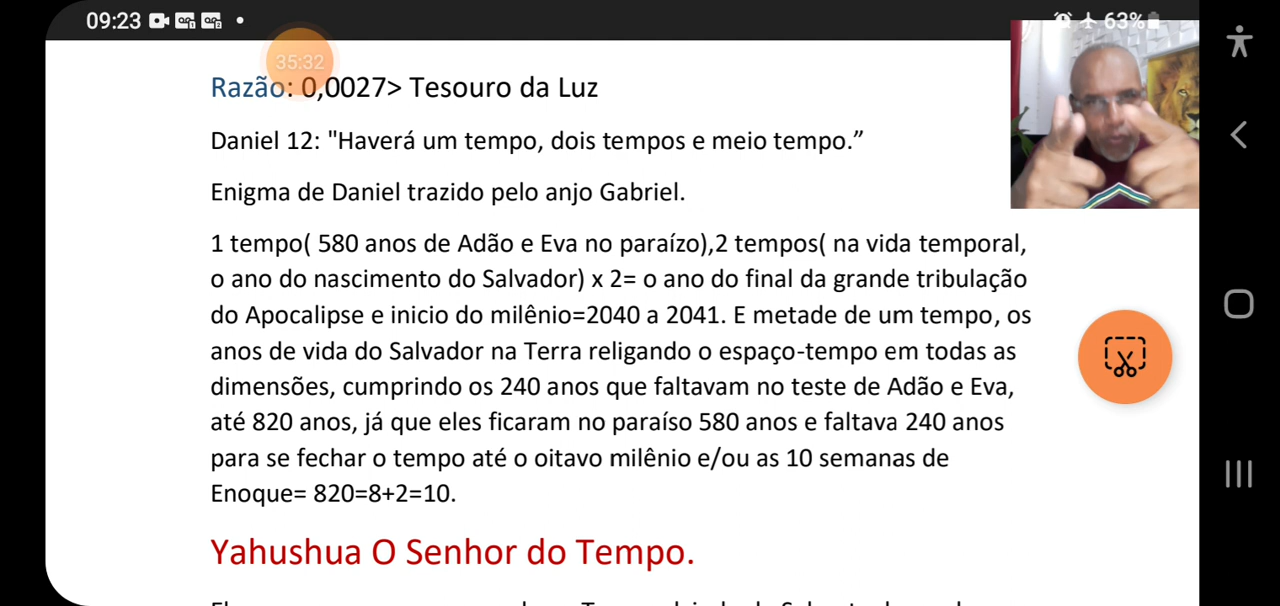 09:23
63%
35:32
Razão: 0,0027> Tesouro da Luz
Daniel 12: "Haverá um tempo, dois tempos e meio tempo.”
Enigma de Daniel trazido pelo anjo Gabriel.
1 tempo( 580 anos de Adão e Eva no paraízo),2 tempos( na vida temporal,
o ano do nascimento do Salvador) x 2= o ano do final da grande tribulação
do Apocalipse e inicio do milênio=2040 a 2041. E metade de um tempo, os
anos de vida do Salvador na Terra religando o espaço-tempo em todas as
dimensões, cumprindo os 240 anos que faltavam no teste de Adão e Eva,
até 820 anos, já que eles ficaram no paraíso 580 anos e faltava 240 anos
para se fechar o tempo até o oitavo milênio e/ou as 10 semanas de
Enoque= 820=8+2=10.
Yahushua O Senhor do Tempo.